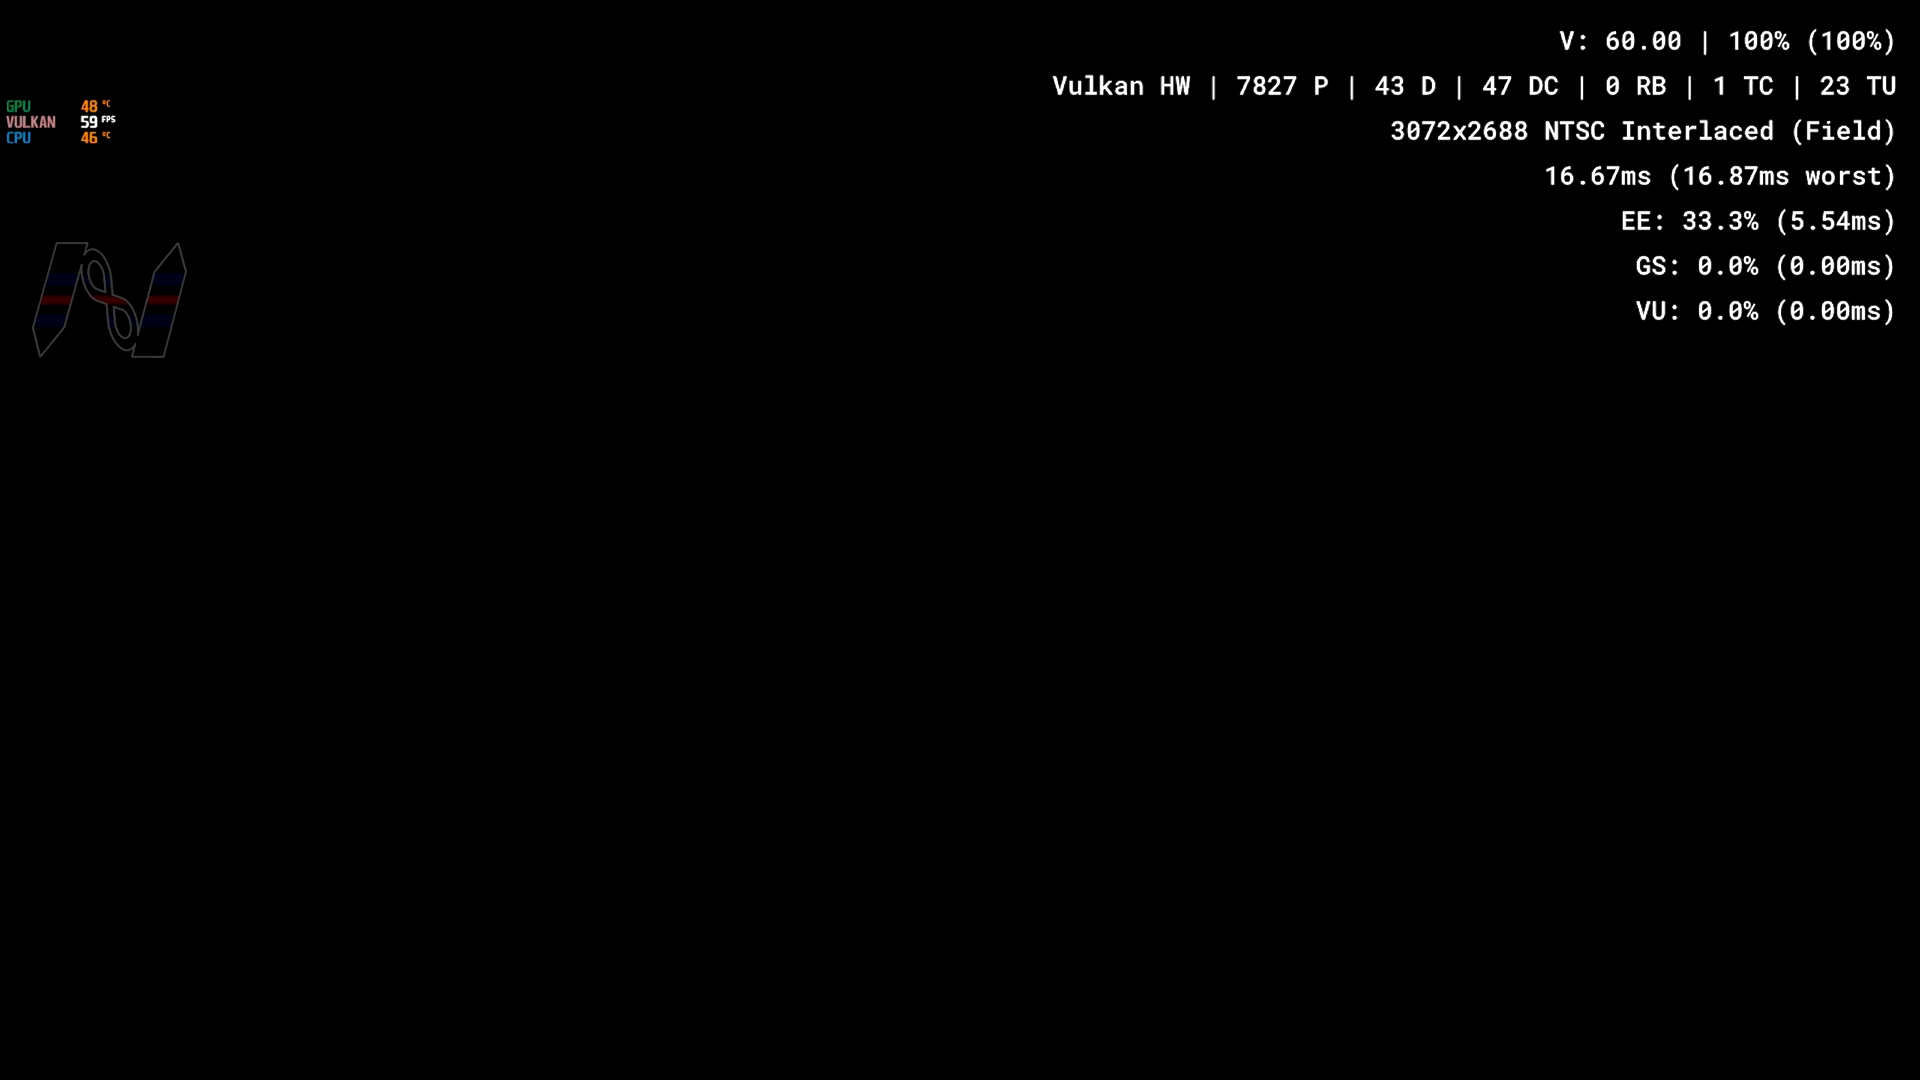 V: 60.00 | 100% (100%)
Vulkan HW | 7827 P | 43 D | 47 DC | 0 RB | 1 TC | 23 TU
3072x2688 NTSC Interlaced (Field)
16.67ms (16.87ms worst)
EE: 33.3% (5.54ms)
GS: 0.0% (0.00ms)
VU: 0.0% (0.00ms)
GPU 48 °C
VULKAN 59 FPS
CPU 46 °C